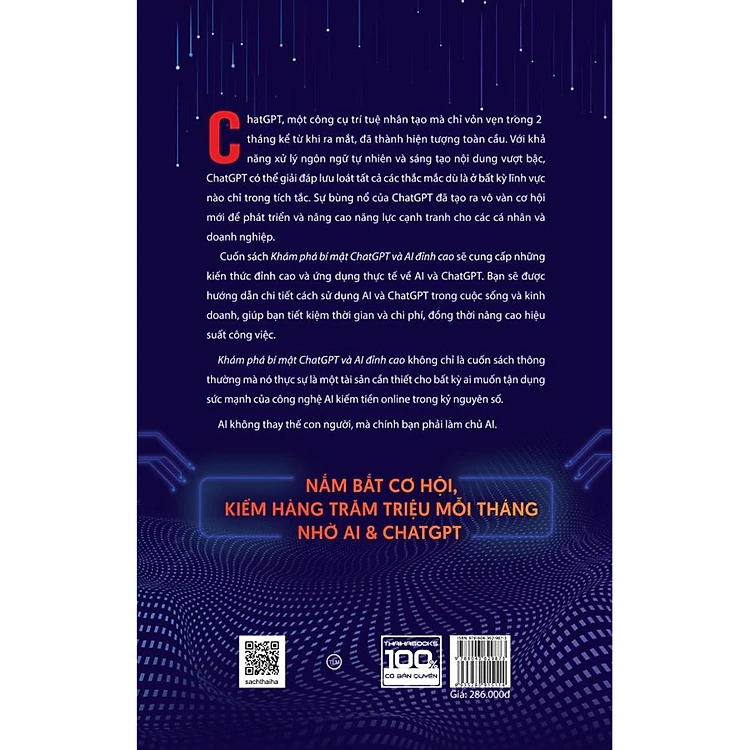 ChatGPT, một công cụ trí tuệ nhân tạo mà chỉ vỏn vẹn trong 2
tháng kể từ khi ra mắt, đã thành hiện tượng toàn cầu. Với khả
năng xử lý ngôn ngữ tự nhiên và sáng tạo nội dung vượt bậc,
ChatGPT có thể giải đáp lưu loát tất cả các thắc mắc dù là ở bất kỳ lĩnh vực
nào chỉ trong tích tắc. Sự bùng nổ của ChatGPT đã tạo ra vô vàn cơ hội
mới để phát triển và nâng cao năng lực cạnh tranh cho các cá nhân và
doanh nghiệp.
Cuốn sách Khám phá bí mật ChatGPT và AI đỉnh cao sẽ cung cấp những
kiến thức đỉnh cao và ứng dụng thực tế về AI và ChatGPT. Bạn sẽ được
hướng dẫn chi tiết cách sử dụng AI và ChatGPT trong cuộc sống và kinh
doanh, giúp bạn tiết kiệm thời gian và chi phí, đồng thời nâng cao hiệu
suất công việc.
Khám phá bí mật ChatGPT và AI đỉnh cao không chỉ là cuốn sách thông
thường mà nó thực sự là một tài sản cần thiết cho bất kỳ ai muốn tận dụng
sức mạnh của công nghệ AI kiếm tiền online trong kỷ nguyên số.
AI không thay thế con người, mà chính bạn phải làm chủ AI.
NẮM BẮT CƠ HỘI,
KIẾM HÀNG TRĂM TRIỆU MỖI THÁNG
NHỜ AI & CHATGPT
sachthaiha
TEM
THAIHABOOKS
100%
CÓ BẢN QUYỀN
Giá: 286.000đ